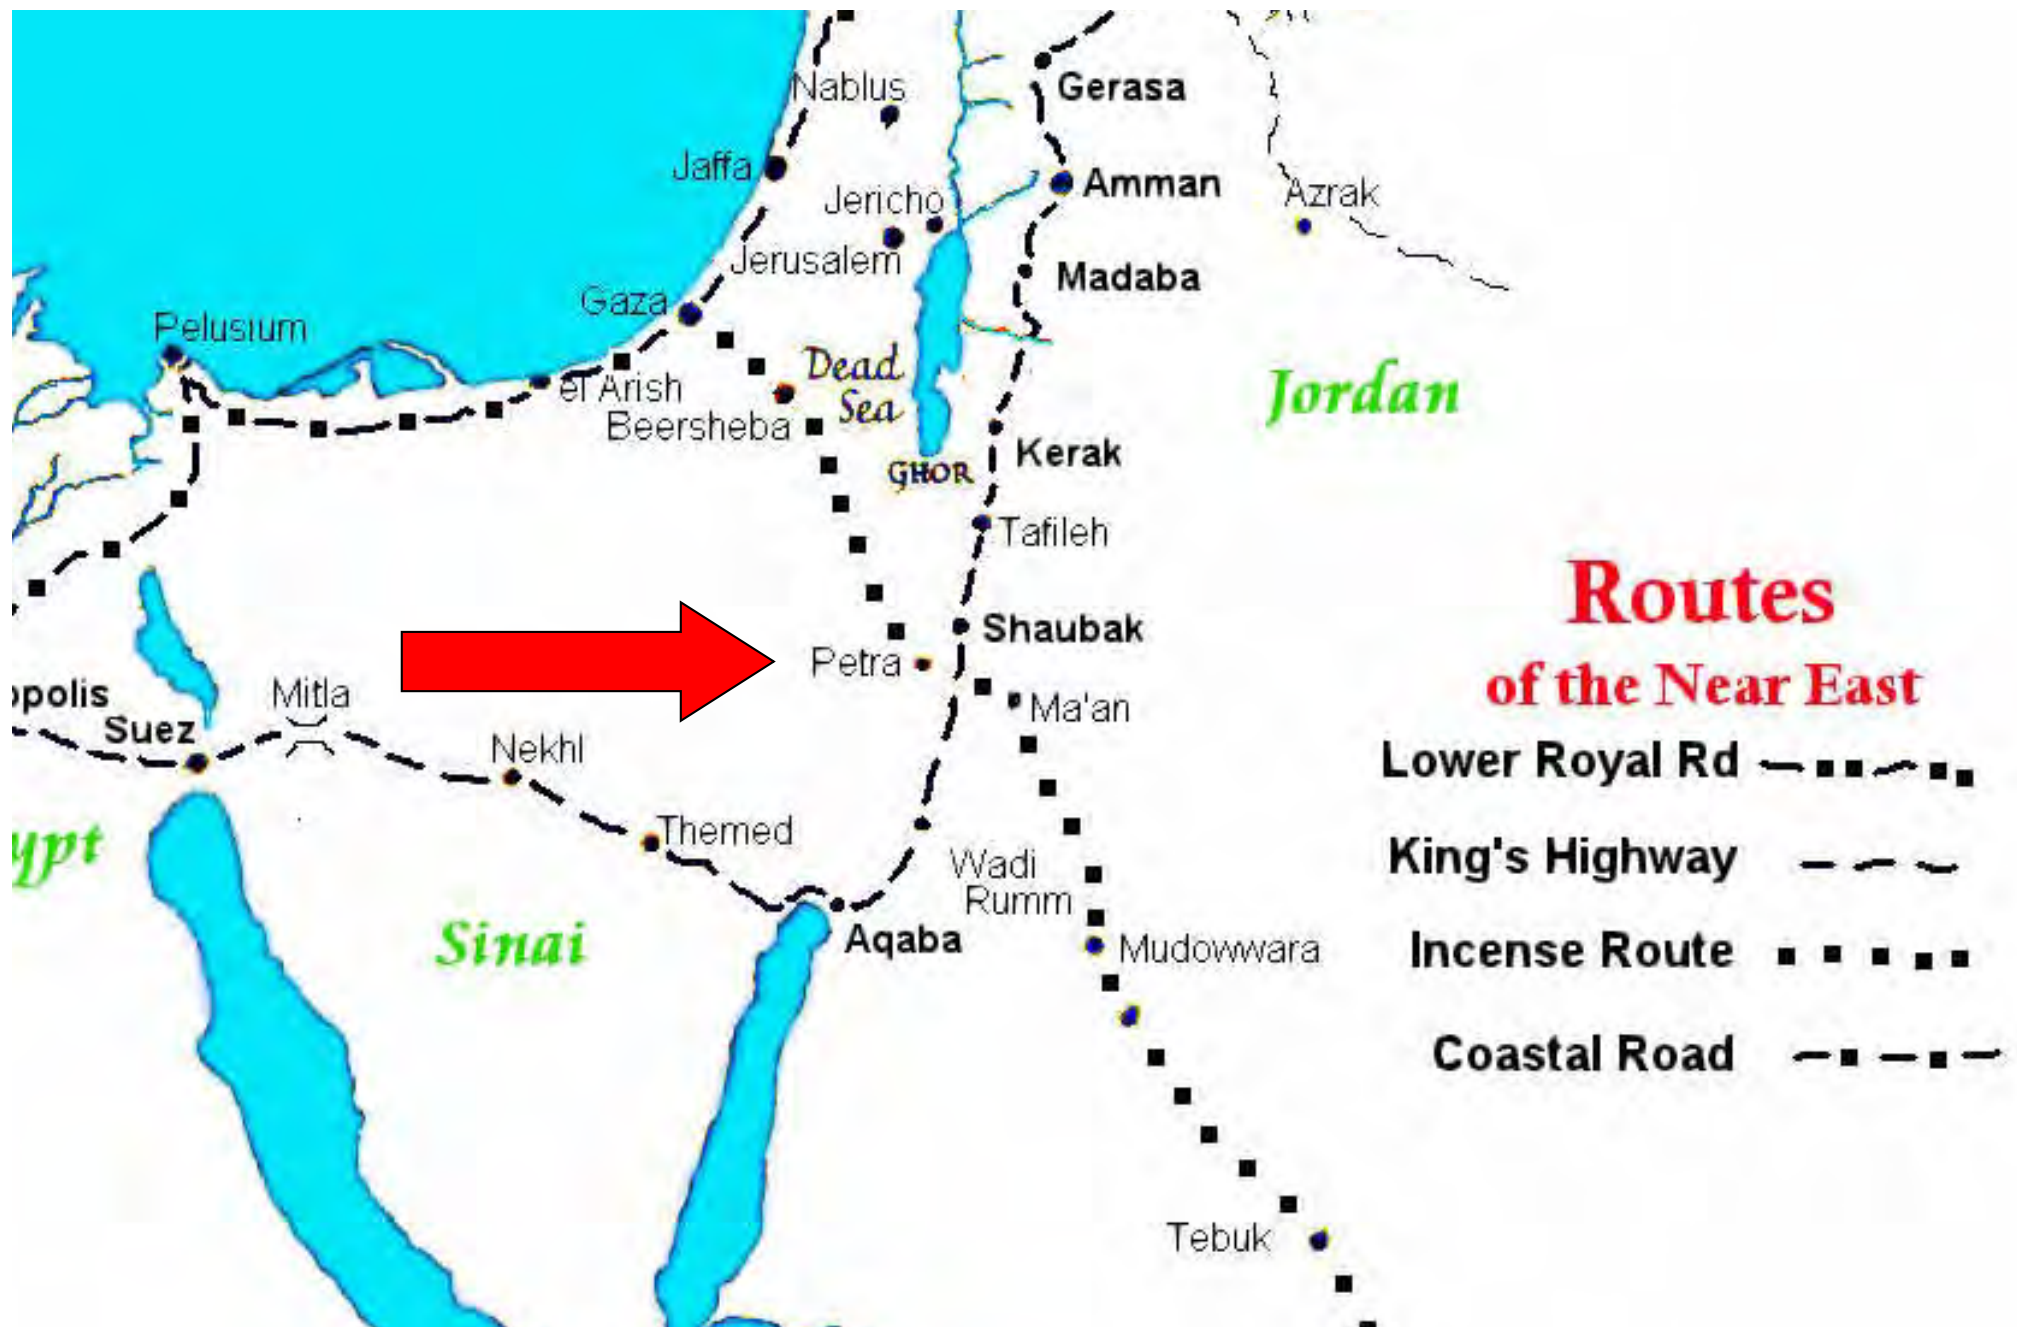 Nablus
Gerasa
Jaffa
Amman
Jericho
Azrak
Jerusalem
Madaba
Gaza
Pelusium
Dead
Sea
el Arish
Beersheba
Jordan
Kerak
GHOR
Tafileh
Routes
of the Near East
Shaubak
Petra
Ma'an
opolis
Mitla
Suez
Nekhl
Lower Royal Rd
Themed
ypt
King's Highway
Wadi
Rumm
Sinai
Aqaba
Mudowwara
Incense Route
Coastal Road
Tebuk